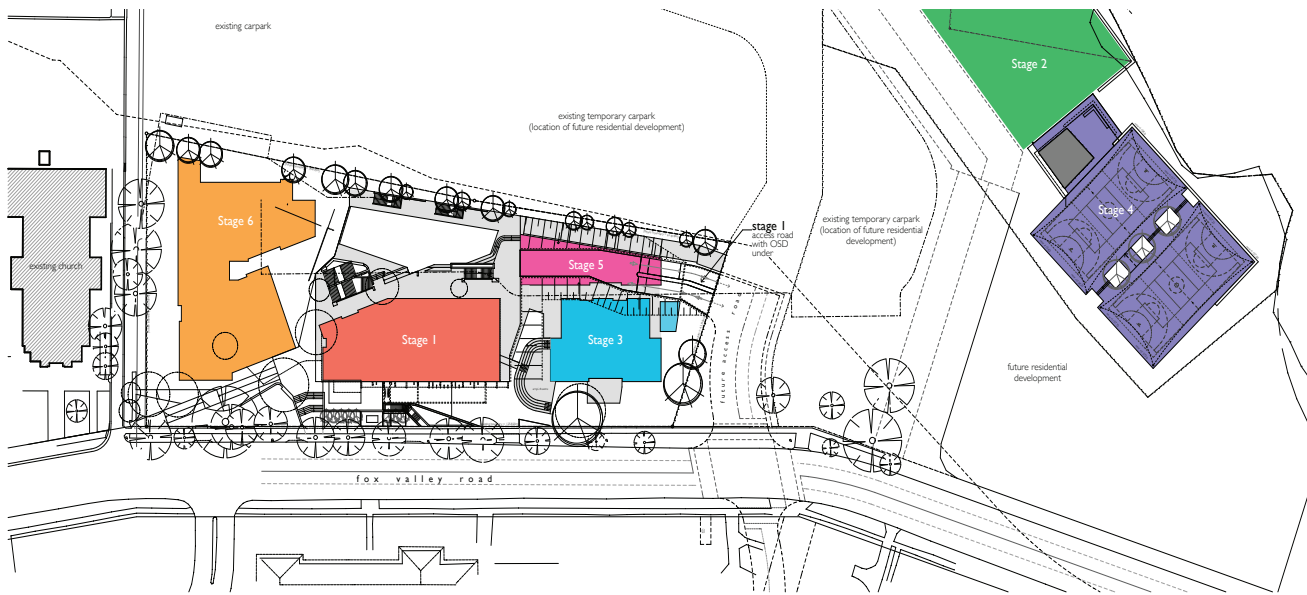 existing carpark
Stage 2
existing temporary carpark
(location of future residential development)
Stage 4
Stage 6
stage 1
access road
with OSD
under
existing temporary carpark
(location of future residential
development)
existing church
Stage 5
Stage 1
Stage 3
future access road
future residential
development
fox valley road